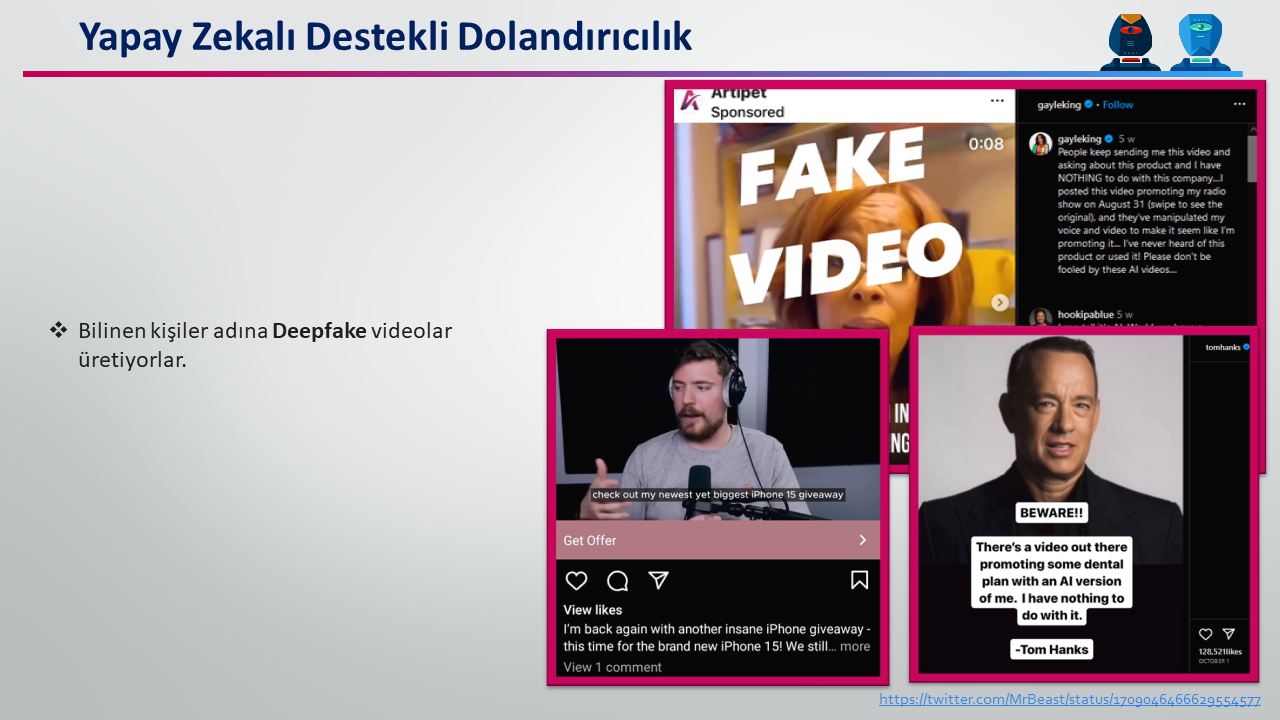 Yapay Zekalı Destekli Dolandırıcılık
❖ Bilinen kişiler adına Deepfake videolar
üretiyorlar.
Artipet
Sponsored
FAKE
VIDEO
0:08
gayleking • Follow
gayleking 5 w
People keep sending me this video and
asking about this product and I have
NOTHING to do with this company...I
posted this video promoting my radio
show on August 31 (swipe to see the
original), and they've manipulated my
voice and video to make it seem like I'm
promoting it... I've never heard of this
product or used it! Please don't be
fooled by these AI videos...
hookipablue 5 w
IN
NG
check out my newest yet biggest iPhone 15 giveaway
Get Offer
View likes
I'm back again with another insane iPhone giveaway -
this time for the brand new iPhone 15! We still... more
View 1 comment
tomhanks
BEWARE!!
There's a video out there
promoting some dental
plan with an AI version
of me. I have nothing to
do with it.
-Tom Hanks
128,521likes
OCTOBER 1
https://twitter.com/MrBeast/status/1709046466629554577